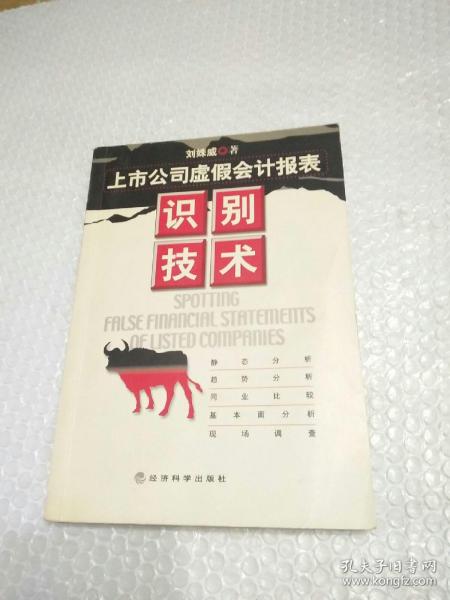 刘姝威 著
上市公司虚假会计报表
识别
技术
SPOTTING
FALSE FINANCIAL STATEMENTS
OF LISTED COMPANIES
静态分析
趋势分析
同业比较
基本面分析
现场调查
经济科学出版社
孔夫子旧书网
www.kongfz.com